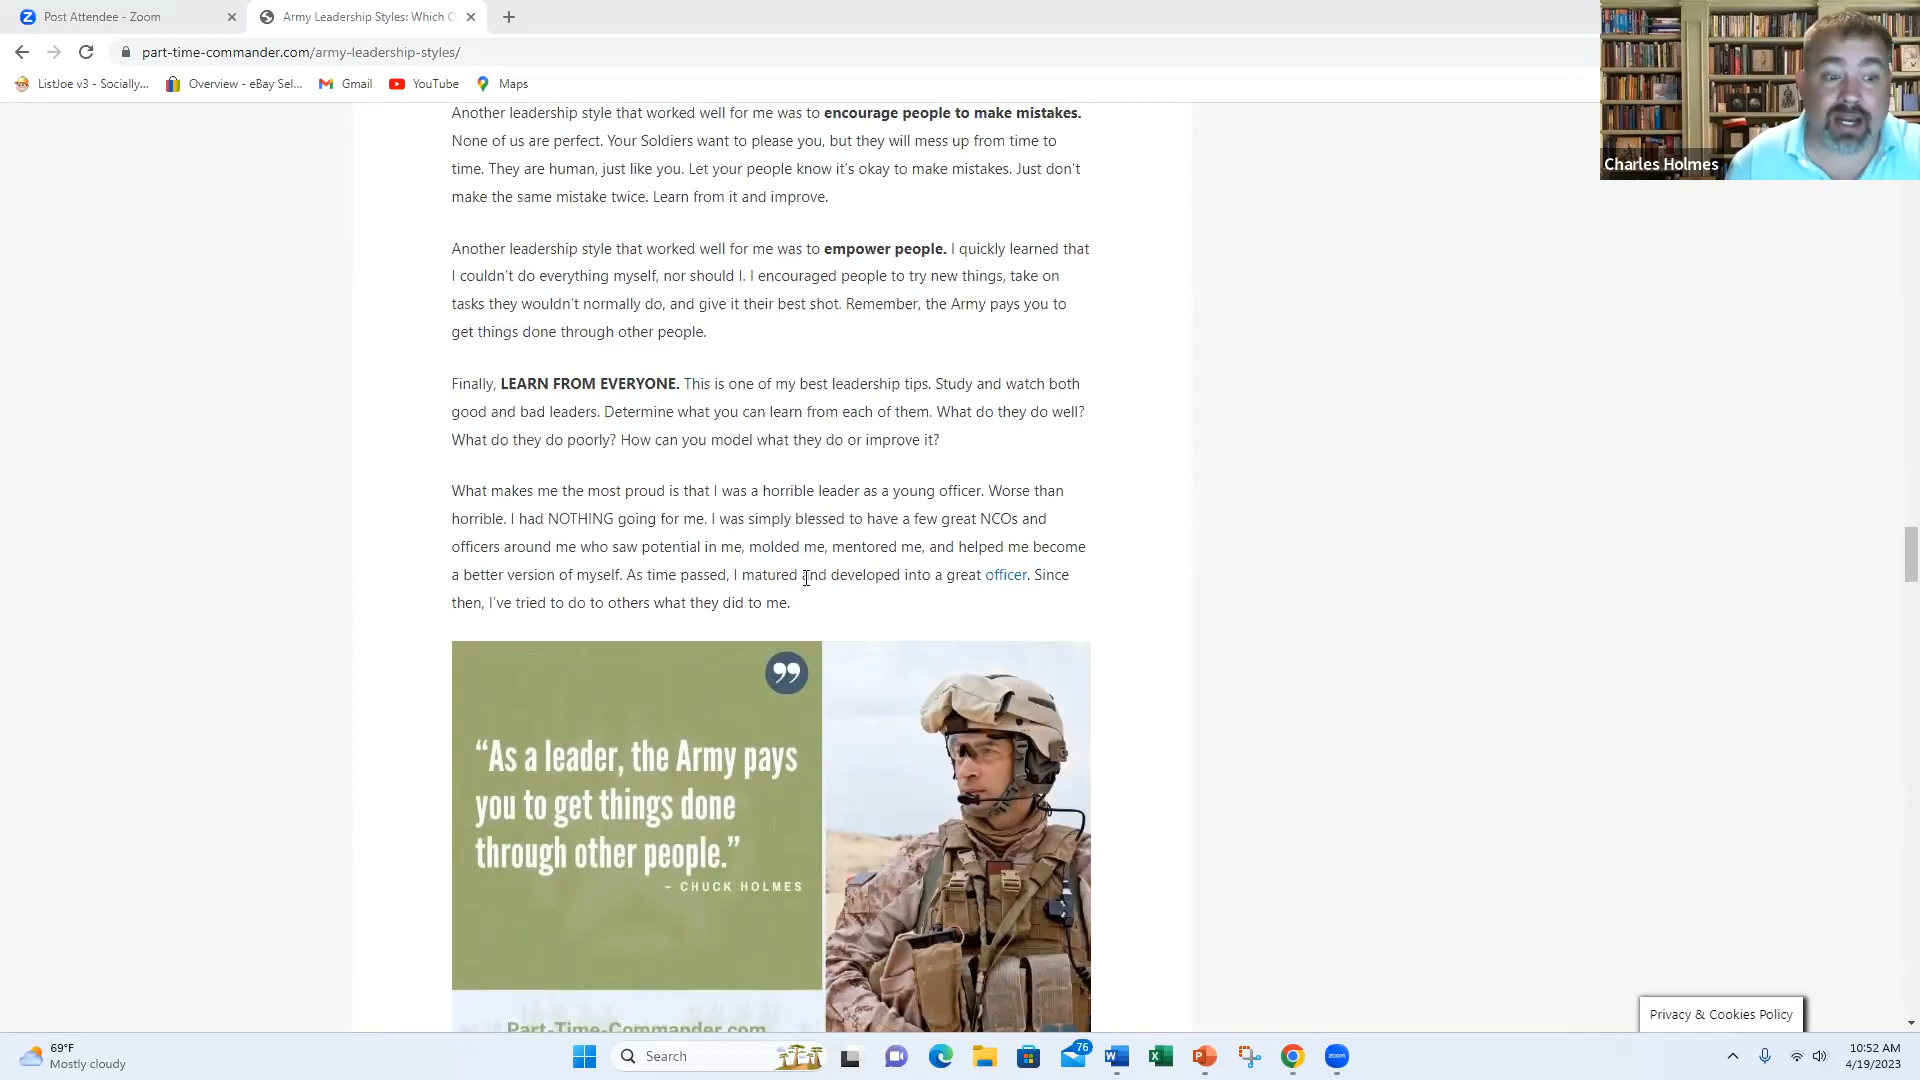 Post Attendee - Zoom
Army Leadership Styles: Which O
part-time-commander.com/army-leadership-styles/
ListJoe v3 - Socially...
Overview - eBay Sel...
Gmail
YouTube
Maps
Charles Holmes
Another leadership style that worked well for me was to encourage people to make mistakes.
None of us are perfect. Your Soldiers want to please you, but they will mess up from time to
time. They are human, just like you. Let your people know it’s okay to make mistakes. Just don’t
make the same mistake twice. Learn from it and improve.
Another leadership style that worked well for me was to empower people. I quickly learned that
I couldn’t do everything myself, nor should I. I encouraged people to try new things, take on
tasks they wouldn’t normally do, and give it their best shot. Remember, the Army pays you to
get things done through other people.
Finally, LEARN FROM EVERYONE. This is one of my best leadership tips. Study and watch both
good and bad leaders. Determine what you can learn from each of them. What do they do well?
What do they do poorly? How can you model what they do or improve it?
What makes me the most proud is that I was a horrible leader as a young officer. Worse than
horrible. I had NOTHING going for me. I was simply blessed to have a few great NCOs and
officers around me who saw potential in me, molded me, mentored me, and helped me become
a better version of myself. As time passed, I matured and developed into a great officer. Since
then, I’ve tried to do to others what they did to me.
“As a leader, the Army pays
you to get things done
through other people.”
~ CHUCK HOLMES
Part-Time-Commander.com
Privacy & Cookies Policy
69°F
Mostly cloudy
Search
76
zoom
10:52 AM
4/19/2023